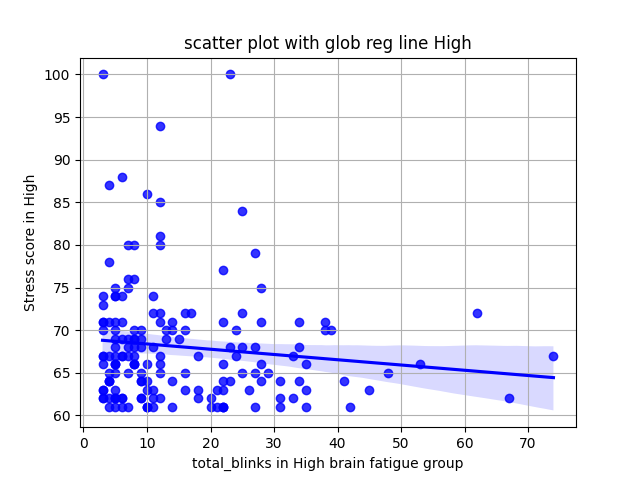 scatter plot with glob reg line High
100
95
90
85
80
75
70
65
60
Stress score in High
0 10 20 30 40 50 60 70
total_blinks in High brain fatigue group